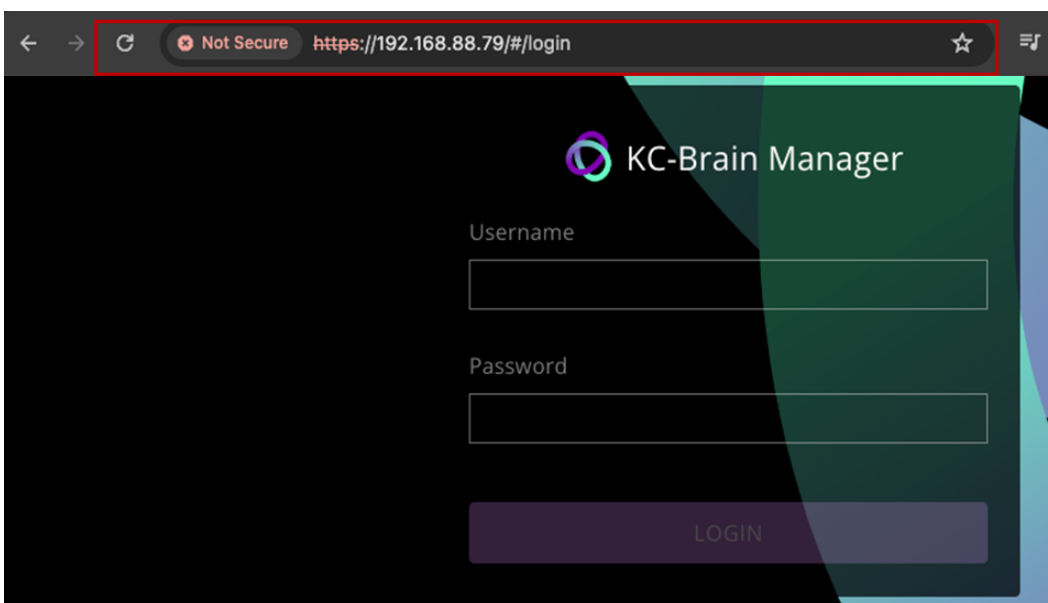 Not Secure https://192.168.88.79/#/login
KC-Brain Manager
Username
Password
LOGIN